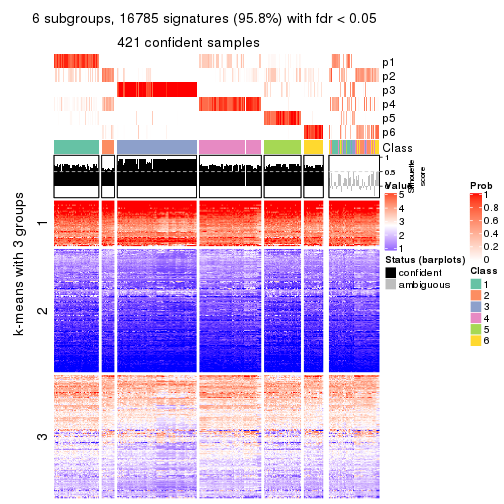 6 subgroups, 16785 signatures (95.8%) with fdr < 0.05
421 confident samples
p1
p2
p3
p4
p5
p6
Class
1
0.5
0
Silhouette
score
k-means with 3 groups
1
2
3
Value
5
4
3
2
1
Status (barplots)
confident
ambiguous
Prob
1
0.8
0.6
0.4
0.2
0
Class
1
2
3
4
5
6